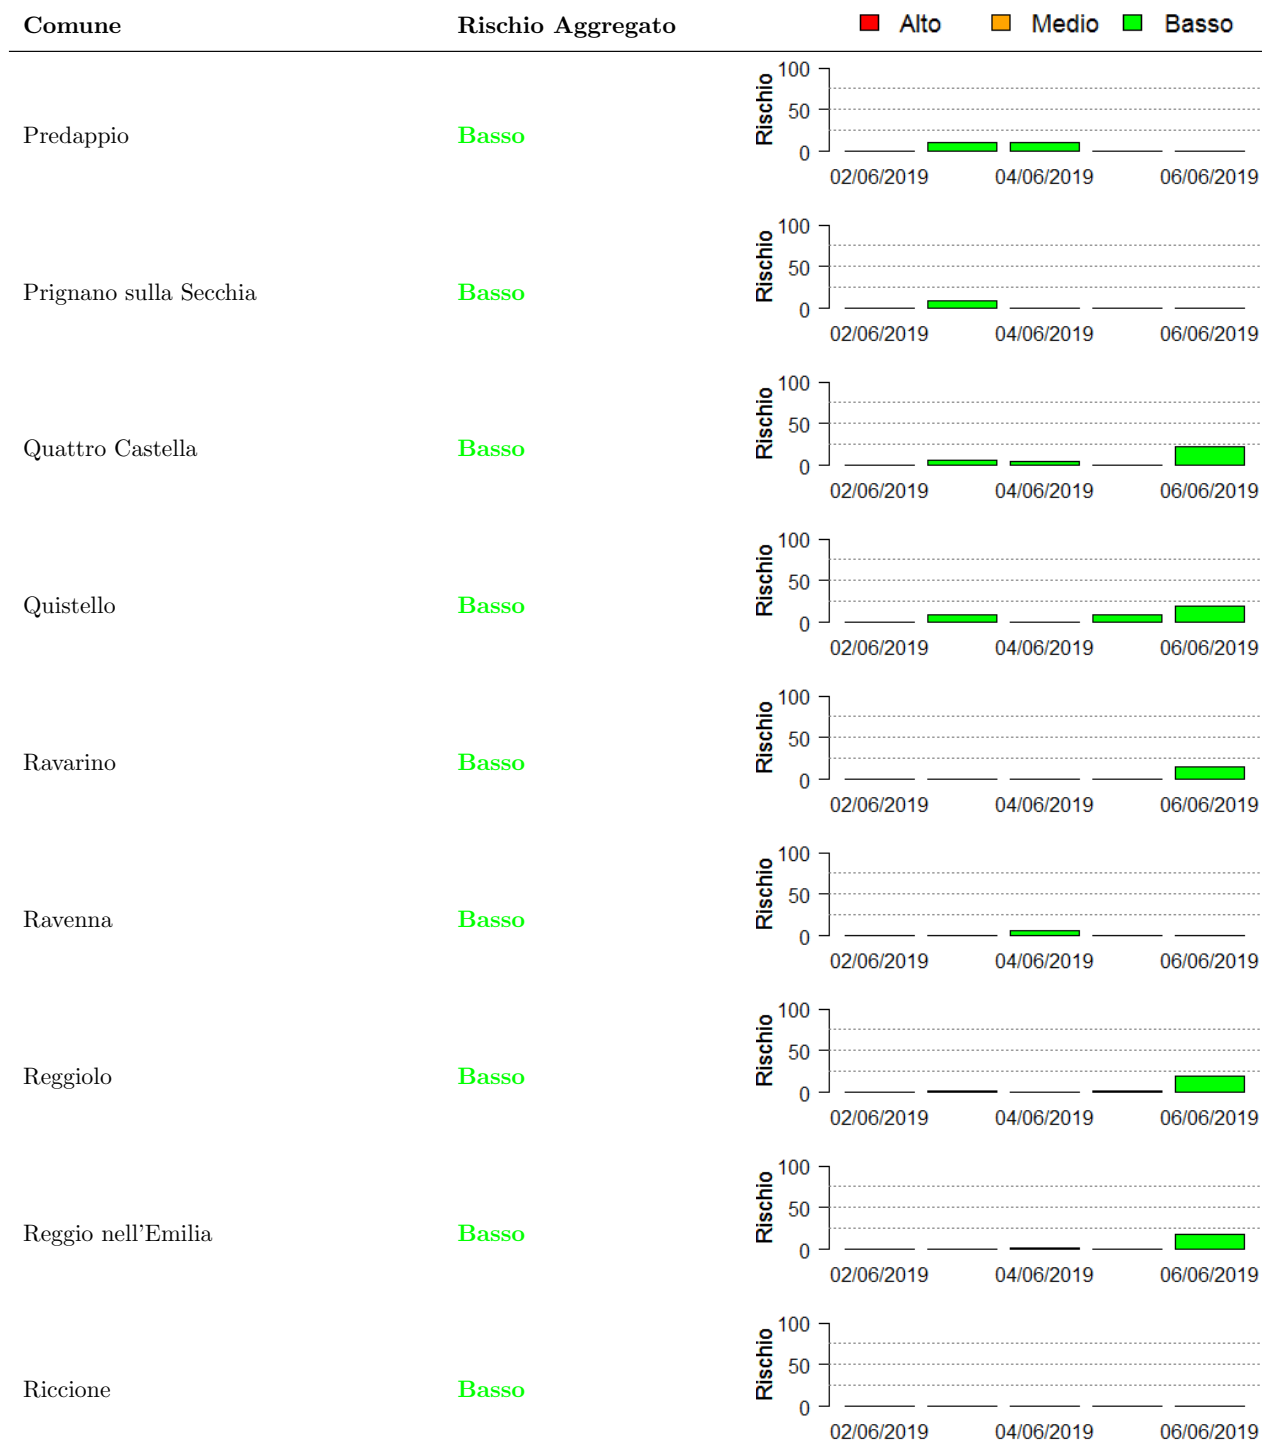 Comune Rischio Aggregato Alto Medio Basso
Predappio Basso
Rischio
100
50
0
02/06/2019 04/06/2019 06/06/2019
Prignano sulla Secchia Basso
Rischio
100
50
0
02/06/2019 04/06/2019 06/06/2019
Quattro Castella Basso
Rischio
100
50
0
02/06/2019 04/06/2019 06/06/2019
Quistello Basso
Rischio
100
50
0
02/06/2019 04/06/2019 06/06/2019
Ravarino Basso
Rischio
100
50
0
02/06/2019 04/06/2019 06/06/2019
Ravenna Basso
Rischio
100
50
0
02/06/2019 04/06/2019 06/06/2019
Reggiolo Basso
Rischio
100
50
0
02/06/2019 04/06/2019 06/06/2019
Reggio nell'Emilia Basso
Rischio
100
50
0
02/06/2019 04/06/2019 06/06/2019
Riccione Basso
Rischio
100
50
0
02/06/2019 04/06/2019 06/06/2019